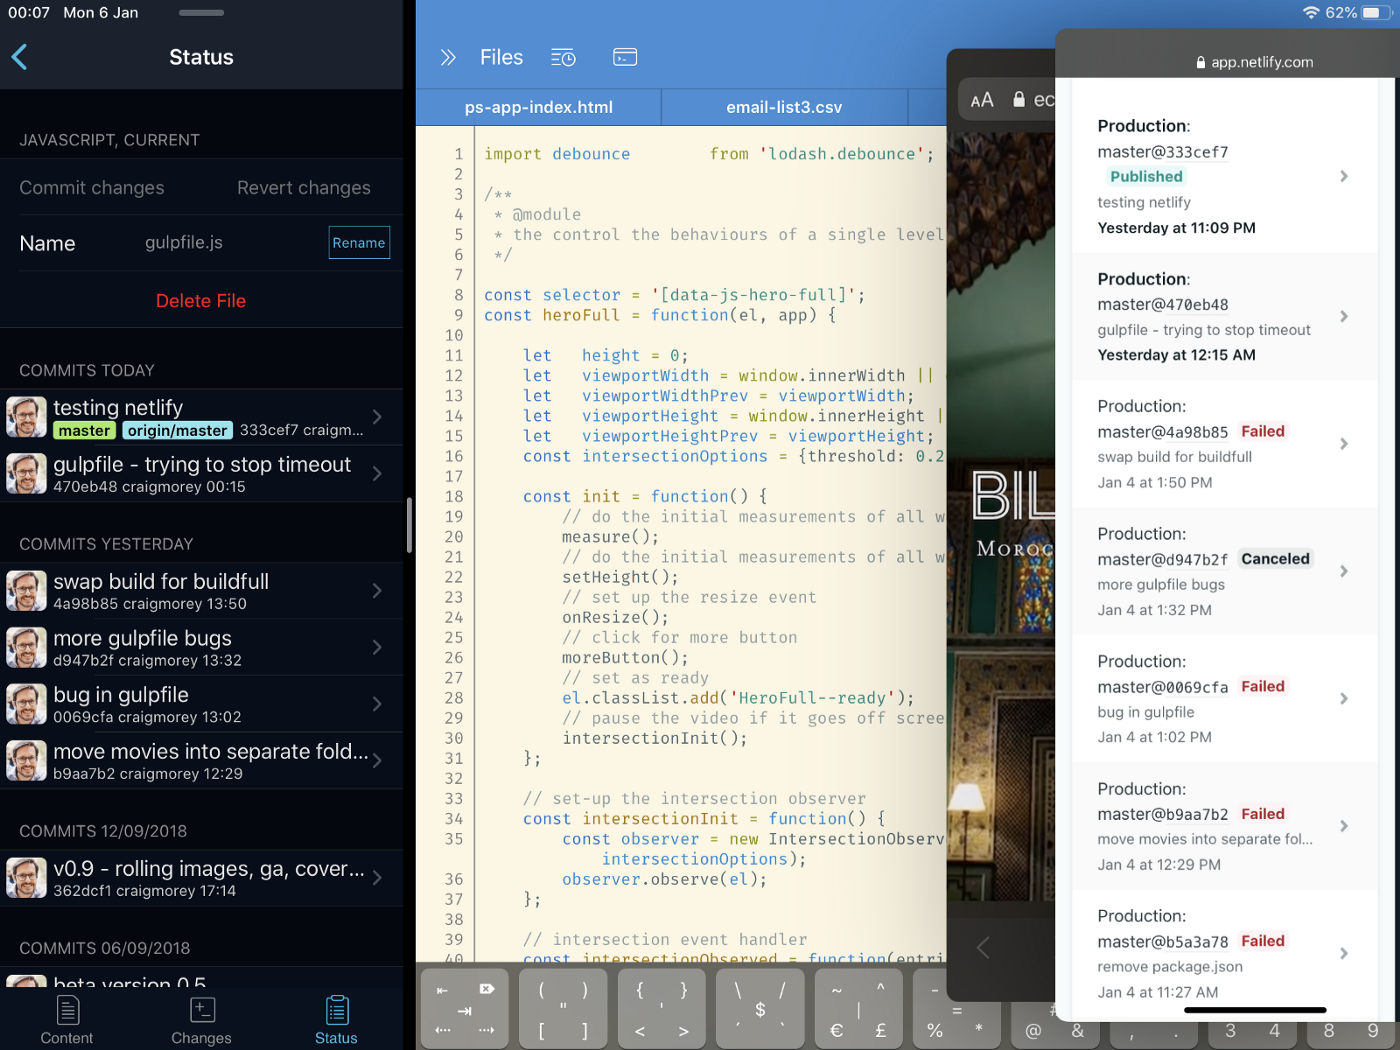 00:07 Mon 6 Jan
62%
Status
JAVASCRIPT, CURRENT
Commit changes
Revert changes
Name
gulpfile.js
Rename
Delete File
COMMITS TODAY
testing netlify
master origin/master 333cef7 craigm...
gulpfile - trying to stop timeout
470eb48 craigmorey 00:15
COMMITS YESTERDAY
swap build for buildfull
4a98b85 craigmorey 13:50
more gulpfile bugs
d947b2f craigmorey 13:32
bug in gulpfile
0069cfa craigmorey 13:02
move movies into separate fold...
b9aa7b2 craigmorey 12:29
COMMITS 12/09/2018
v0.9 - rolling images, ga, cover...
362dcf1 craigmorey 17:14
COMMITS 06/09/2018
beta version 0.5
Content
Changes
Status
Files
ps-app-index.html
email-list3.csv
1 import debounce        from 'lodash.debounce';
2
3 /**
4  * @module
5  * the control the behaviours of a single level
6  */
7
8 const selector = '[data-js-hero-full]';
9 const heroFull = function(el, app) {
10
11     let   height = 0;
12     let   viewportWidth = window.innerWidth ||
13     let   viewportWidthPrev = viewportWidth;
14     let   viewportHeight = window.innerHeight |
15     let   viewportHeightPrev = viewportHeight;
16     const intersectionOptions = {threshold: 0.2
17
18     const init = function() {
19         // do the initial measurements of all w
20         measure();
21         // do the initial measurements of all w
22         setHeight();
23         // set up the resize event
24         onResize();
25         // click for more button
26         moreButton();
27         // set as ready
28         el.classList.add('HeroFull--ready');
29         // pause the video if it goes off scree
30         intersectionInit();
31     };
32
33     // set-up the intersection observer
34     const intersectionInit = function() {
35         const observer = new IntersectionObserv
            intersectionOptions);
36         observer.observe(el);
37     };
38
39     // intersection event handler
40     const intersectionObserved = function(entri
( ) " [ ]
{ } ' < >
\ / $ ´ `
~ ^ | € £
- = % *
# @ &
, .
3 4
8 9
AA ec
BIL
MOROC
app.netlify.com
Production:
master@333cef7
Published
testing netlify
Yesterday at 11:09 PM
Production:
master@470eb48
gulpfile - trying to stop timeout
Yesterday at 12:15 AM
Production:
master@4a98b85 Failed
swap build for buildfull
Jan 4 at 1:50 PM
Production:
master@d947b2f Canceled
more gulpfile bugs
Jan 4 at 1:32 PM
Production:
master@0069cfa Failed
bug in gulpfile
Jan 4 at 1:02 PM
Production:
master@b9aa7b2 Failed
move movies into separate fol...
Jan 4 at 12:29 PM
Production:
master@b5a3a78 Failed
remove package.json
Jan 4 at 11:27 AM